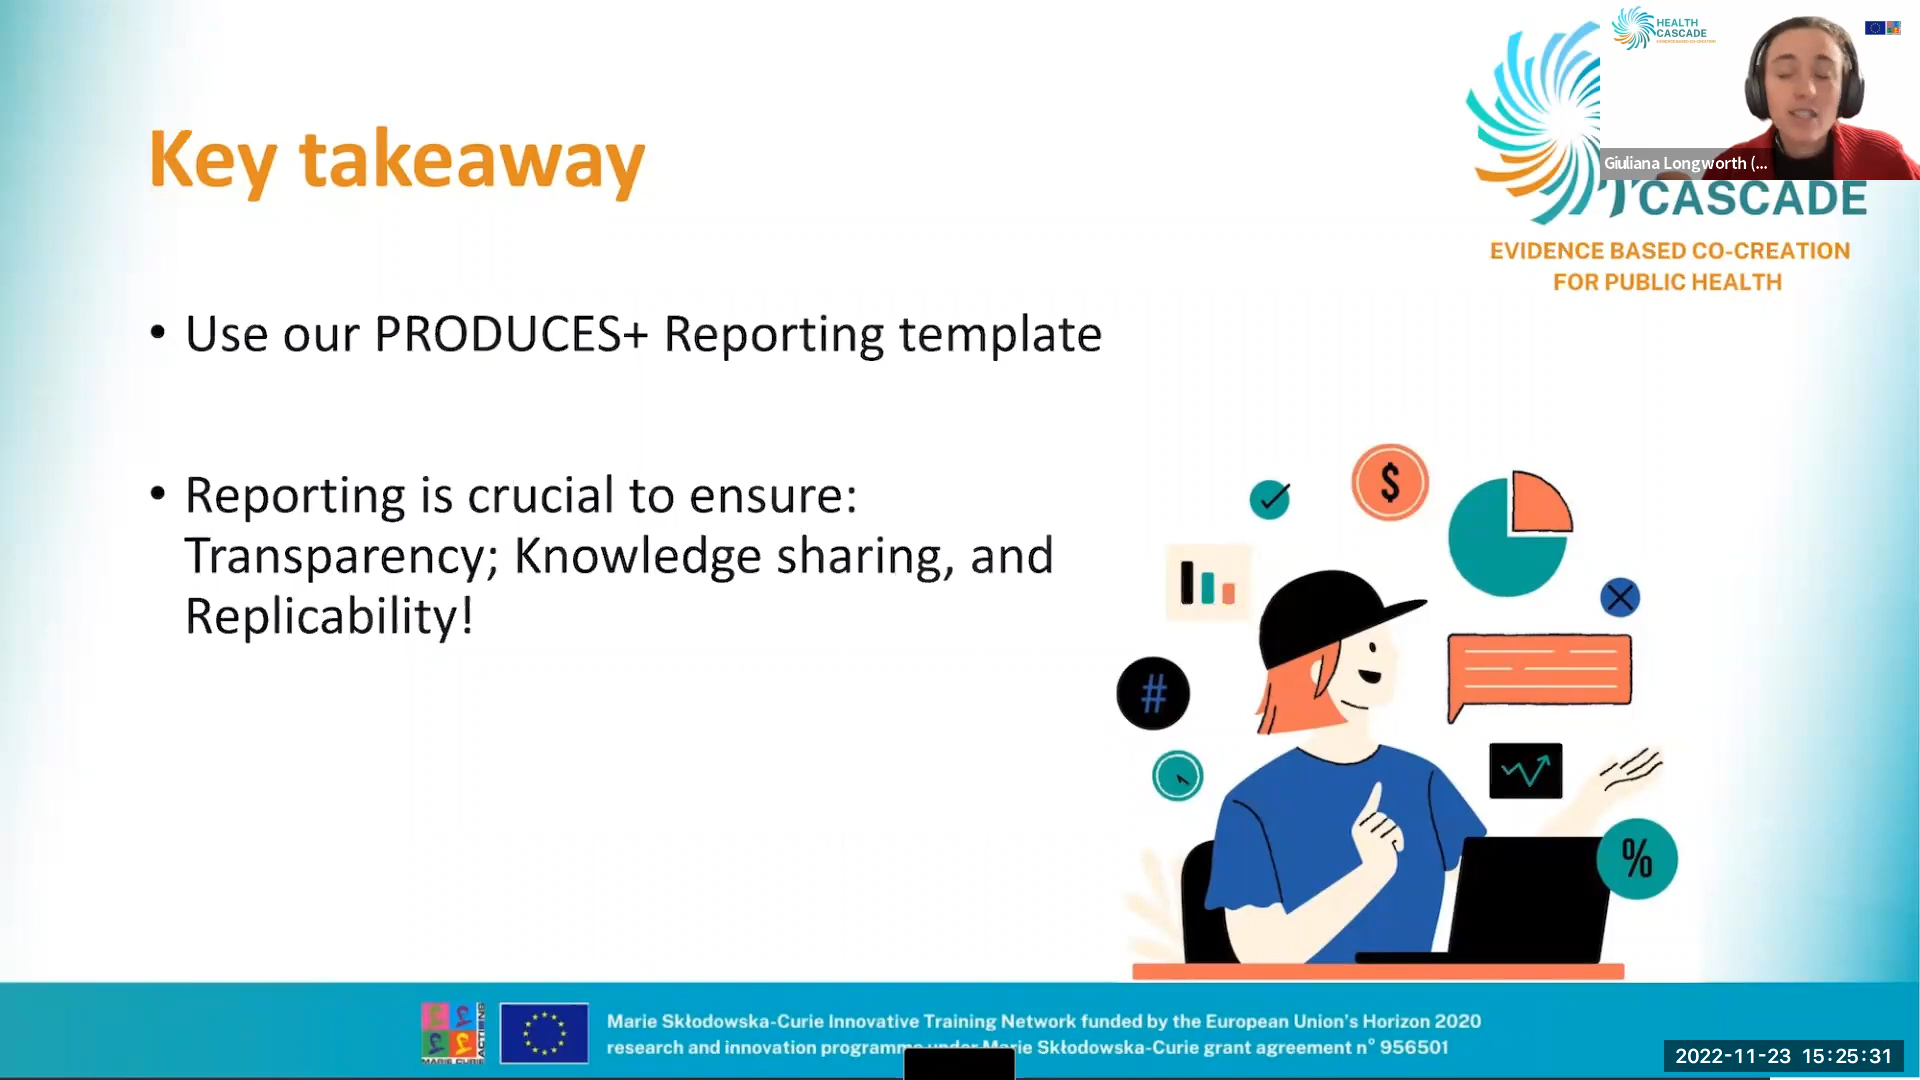 HEALTH
CASCADE
Giuliana Longworth (...
CASCADE
EVIDENCE BASED CO-CREATION
FOR PUBLIC HEALTH
Key takeaway
• Use our PRODUCES+ Reporting template
• Reporting is crucial to ensure:
Transparency; Knowledge sharing, and
Replicability!
$
#
%
MARIE CURIE
ACTIONS
Marie Skłodowska-Curie Innovative Training Network funded by the European Union's Horizon 2020
research and innovation programme under Marie Skłodowska-Curie grant agreement n° 956501
2022-11-23 15:25:31